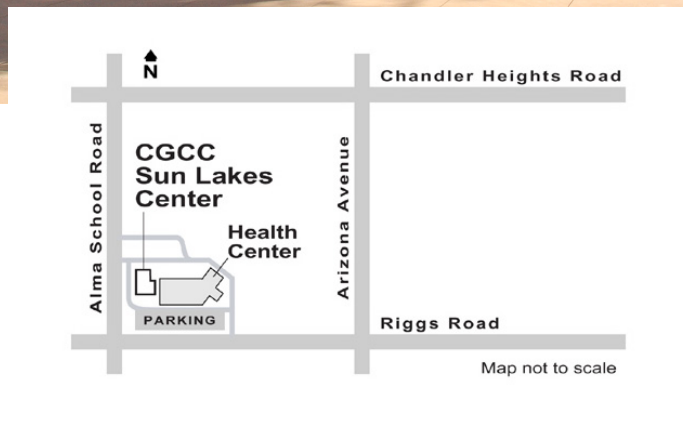 N
Chandler Heights Road
Alma School Road
CGCC
Sun Lakes
Center
Arizona Avenue
Health
Center
PARKING
Riggs Road
Map not to scale